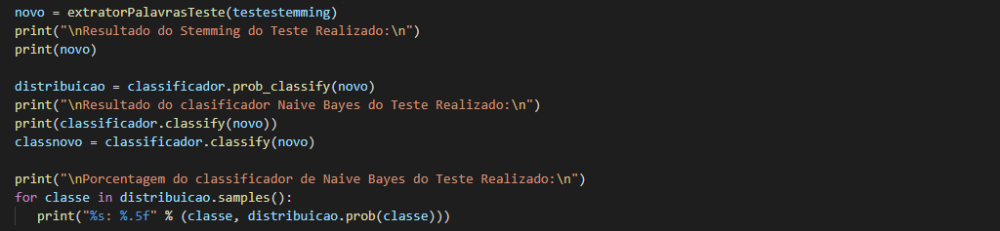 novo = extratorPalavrasTeste(testestemming)
print("\nResultado do Stemming do Teste Realizado:\n")
print(novo)
distribuicao = classificador.prob_classify(novo)
print("\nResultado do clasificador Naive Bayes do Teste Realizado:\n")
print(classificador.classify(novo))
classnovo = classificador.classify(novo)
print("\nPorcentagem do classificador de Naive Bayes do Teste Realizado:\n")
for classe in distribuicao.samples():
print("%s: %.5f" % (classe, distribuicao.prob(classe)))